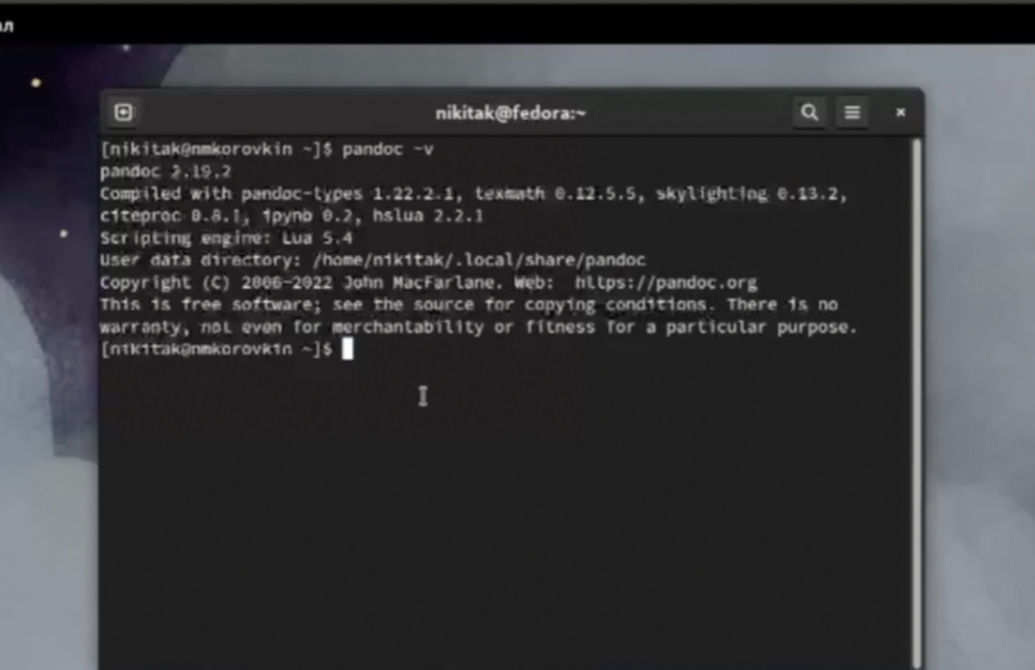 ал
nikitak@fedora:~
[nikitak@nmkorovkin ~]$ pandoc -v
pandoc 2.19.2
Compiled with pandoc-types 1.22.2.1, texmath 0.12.5.5, skylighting 0.13.2,
citeproc 0.8.1, ipynb 0.2, hslua 2.2.1
Scripting engine: Lua 5.4
User data directory: /home/nikitak/.local/share/pandoc
Copyright (C) 2006-2022 John MacFarlane. Web:  https://pandoc.org
This is free software; see the source for copying conditions. There is no
warranty, not even for merchantability or fitness for a particular purpose.
[nikitak@nmkorovkin ~]$